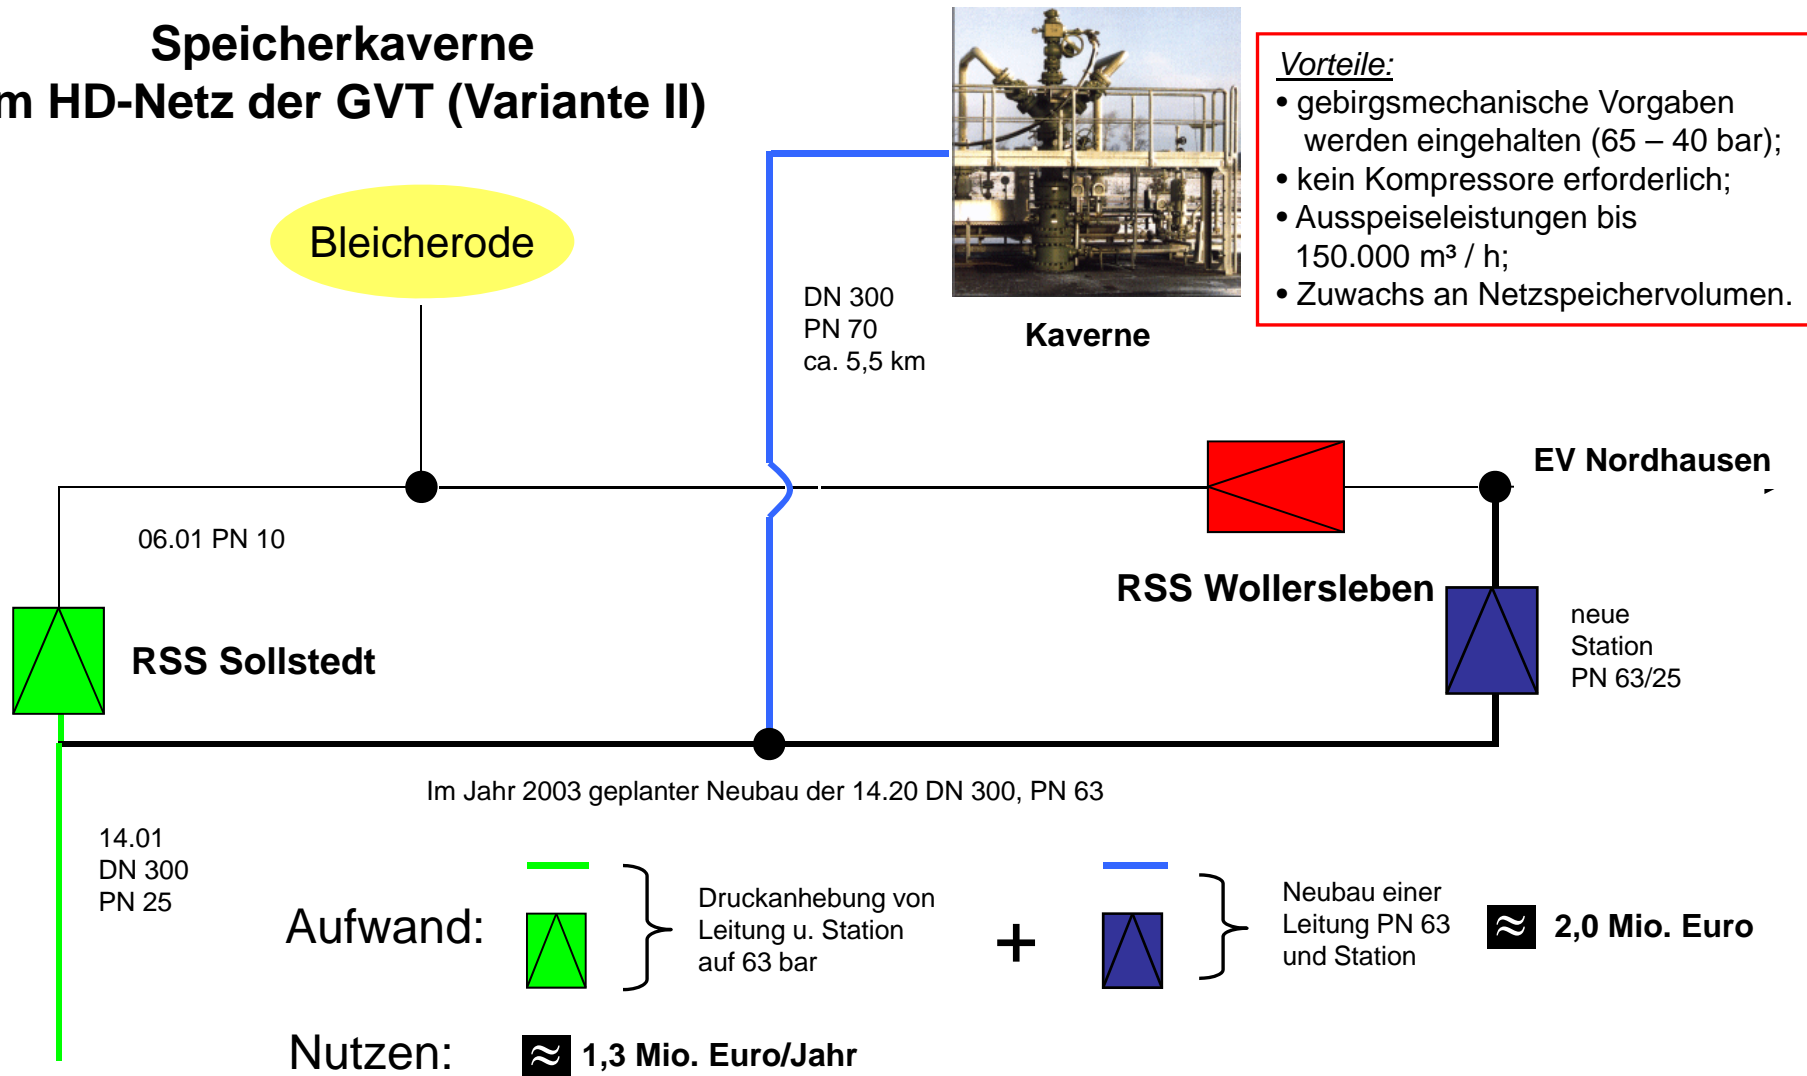 Speicherkaverne
m HD-Netz der GVT (Variante II)
Vorteile:
• gebirgsmechanische Vorgaben
werden eingehalten (65 – 40 bar);
• kein Kompressore erforderlich;
• Ausspeiseleistungen bis
150.000 m³ / h;
• Zuwachs an Netzspeichervolumen.
Bleicherode
DN 300
PN 70
ca. 5,5 km
Kaverne
EV Nordhausen
06.01 PN 10
RSS Wollersleben
neue
Station
PN 63/25
RSS Sollstedt
Im Jahr 2003 geplanter Neubau der 14.20 DN 300, PN 63
14.01
DN 300
PN 25
Aufwand:
Druckanhebung von
Leitung u. Station
auf 63 bar
+
Neubau einer
Leitung PN 63
und Station
≈ 2,0 Mio. Euro
Nutzen:
≈ 1,3 Mio. Euro/Jahr